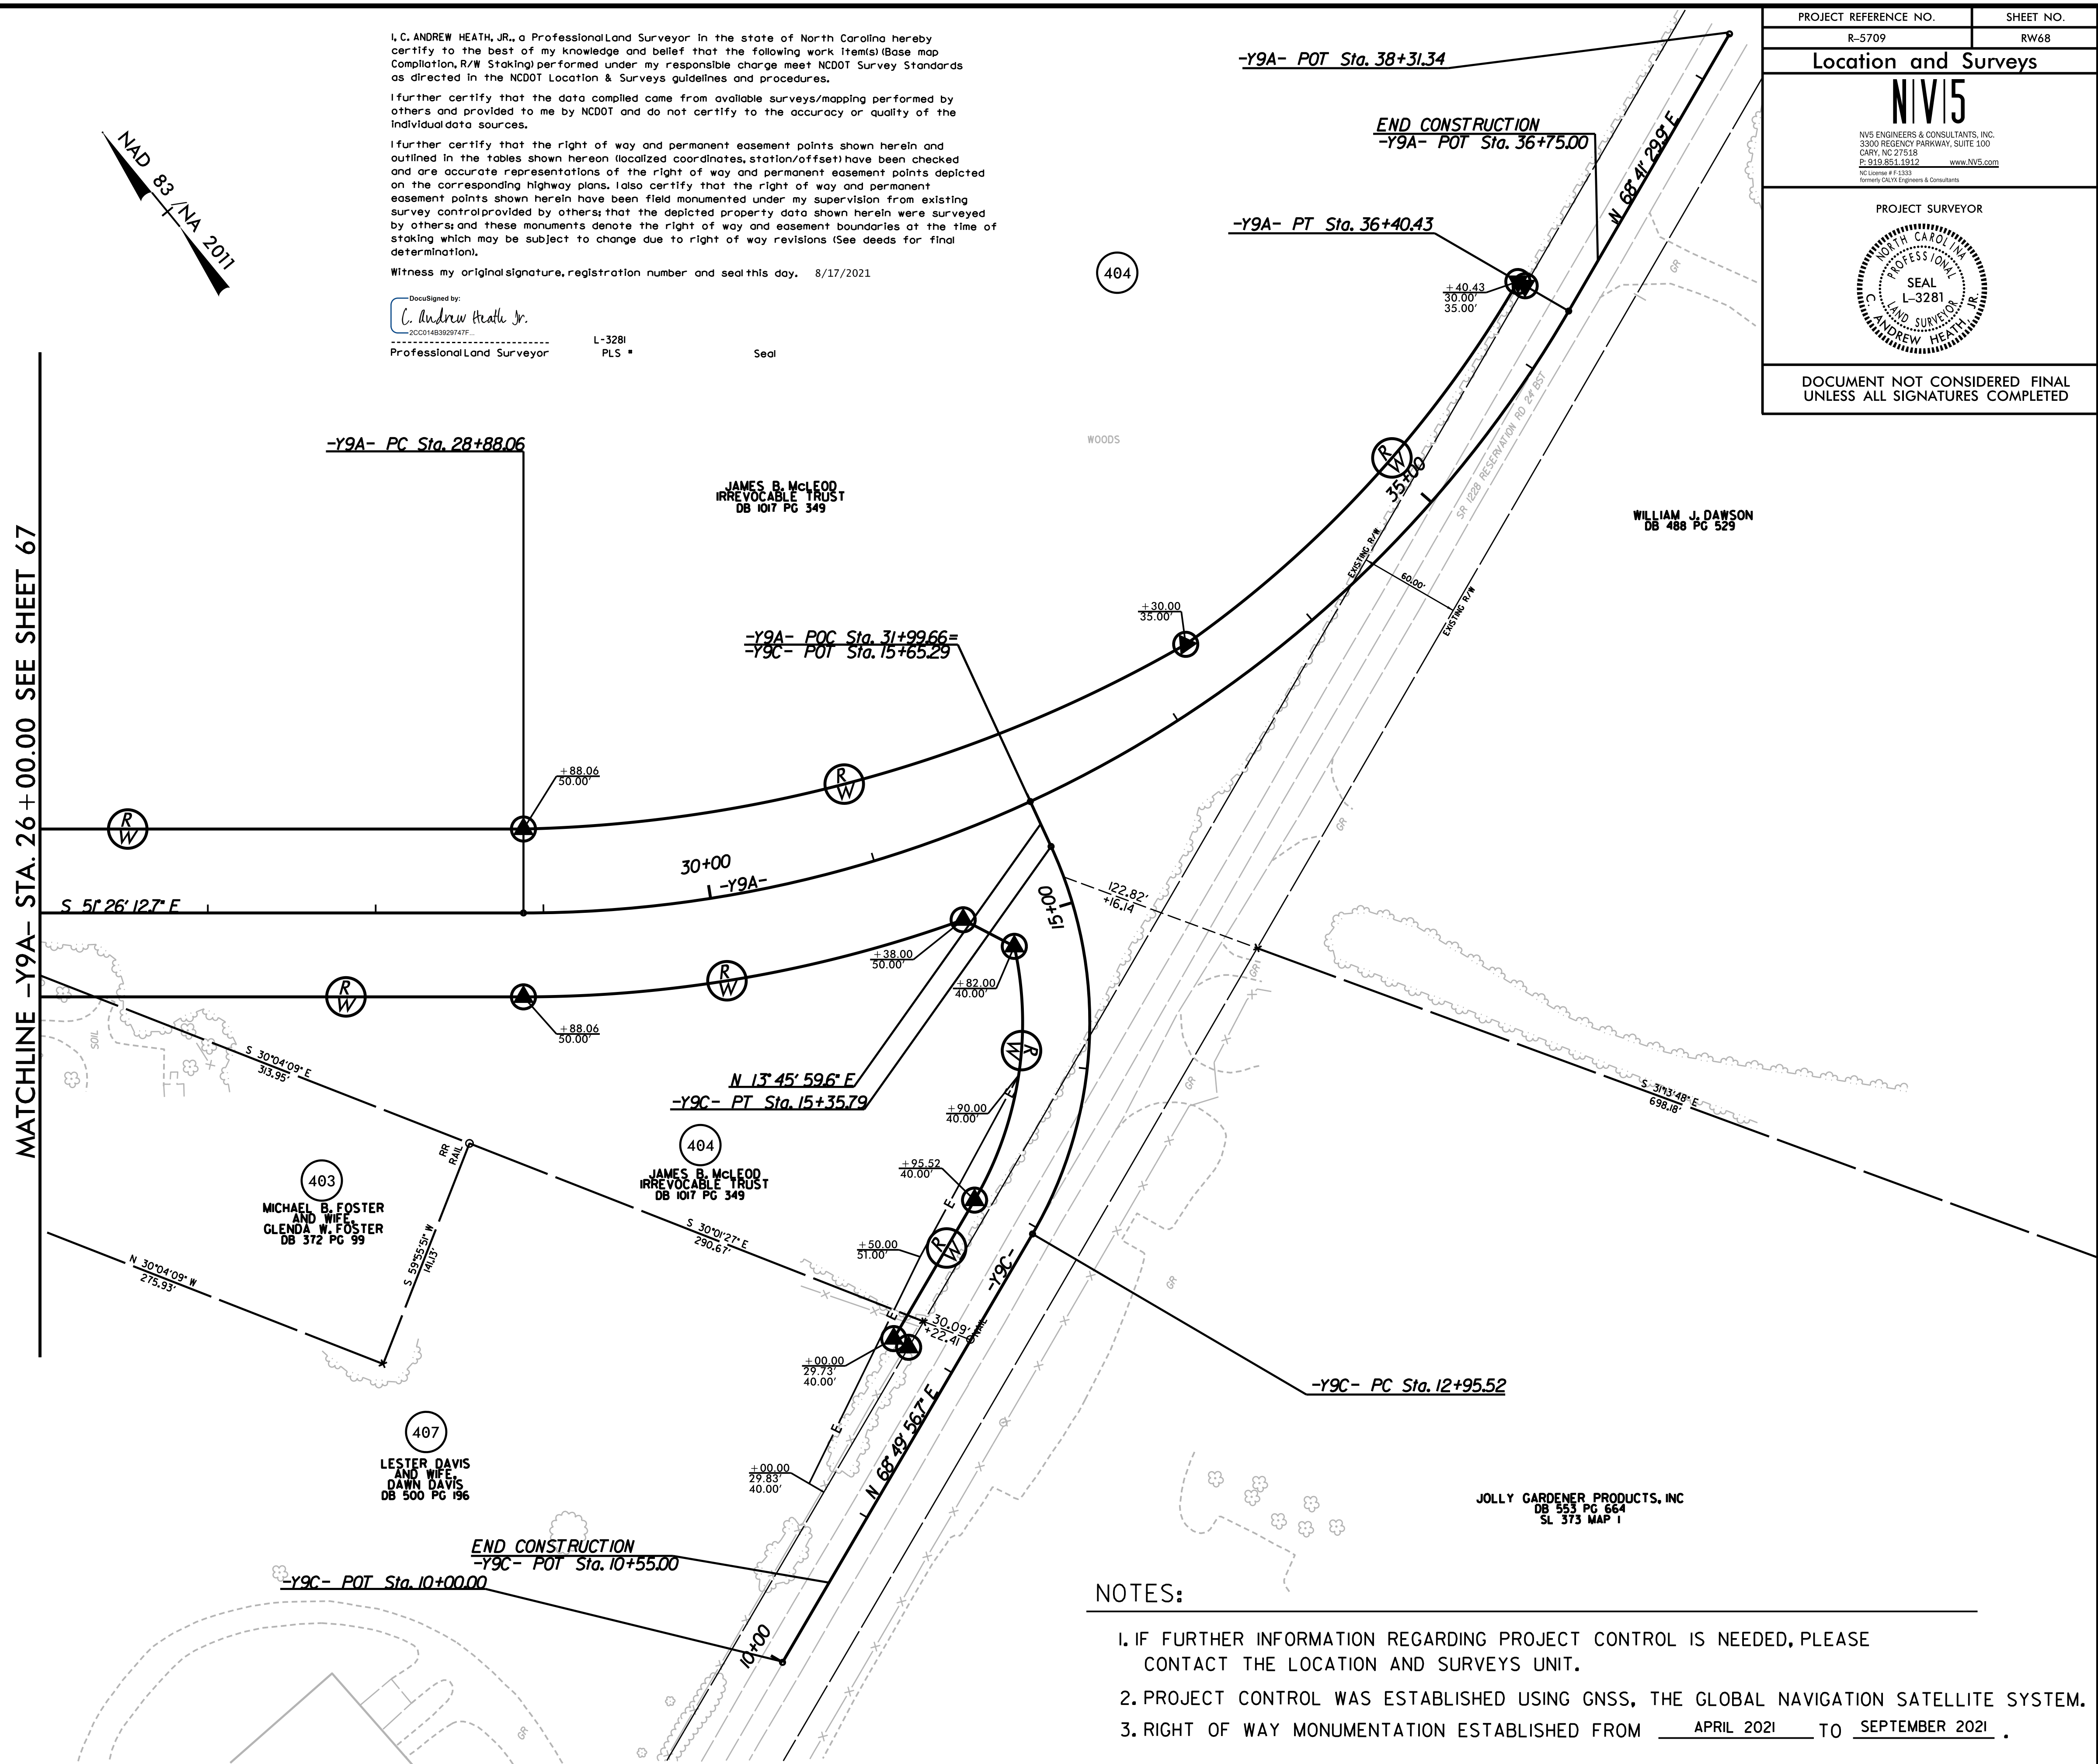 I, C. ANDREW HEATH, JR., a Professional Land Surveyor in the state of North Carolina hereby
certify to the best of my knowledge and belief that the following work item(s) (Base map
Compilation, R/W Staking) performed under my responsible charge meet NCDOT Survey Standards
as directed in the NCDOT Location & Surveys guidelines and procedures.
I further certify that the data compiled came from available surveys/mapping performed by
others and provided to me by NCDOT and do not certify to the accuracy or quality of the
individual data sources.
I further certify that the right of way and permanent easement points shown herein and
outlined in the tables shown hereon (localized coordinates, station/offset) have been checked
and are accurate representations of the right of way and permanent easement points depicted
on the corresponding highway plans. I also certify that the right of way and permanent
easement points shown herein have been field monumented under my supervision from existing
survey control provided by others; that the depicted property data shown herein were surveyed
by others; and these monuments denote the right of way and easement boundaries at the time of
staking which may be subject to change due to right of way revisions (See deeds for final
determination).
Witness my original signature, registration number and seal this day. 8/17/2021
DocuSigned by:
C. Andrew Heath Jr.
2CC014B3929747F...
L-3281
Professional Land Surveyor PLS " Seal
PROJECT REFERENCE NO. SHEET NO.
R-5709 RW68
Location and Surveys
N|V|5
NV5 ENGINEERS & CONSULTANTS, INC.
3300 REGENCY PARKWAY, SUITE 100
CARY, NC 27518
P: 919.851.1912 www.NV5.com
NC License # F-1333
formerly CALYX Engineers & Consultants
PROJECT SURVEYOR
NORTH CAROLINA
PROFESSIONAL
SEAL
L-3281
LAND SURVEYOR
C. ANDREW HEATH, JR.
DOCUMENT NOT CONSIDERED FINAL
UNLESS ALL SIGNATURES COMPLETED
NAD 83 /NA 2011
-Y9A- POT Sta. 38+31.34
END CONSTRUCTION
-Y9A- POT Sta. 36+75.00
N 68° 41' 29.9" E
-Y9A- PT Sta. 36+40.43
404
+40.43
30.00'
35.00'
GR
WOODS
-Y9A- PC Sta. 28+88.06
JAMES B. McLEOD
IRREVOCABLE TRUST
DB 1017 PG 349
R
W
35+00
SR 1228 RESERVATION RD 24' BST
WILLIAM J. DAWSON
DB 488 PG 529
EXISTING R/W
60.00'
EXISTING R/W
+30.00
35.00'
-Y9A- POC Sta. 31+99.66=
-Y9C- POT Sta. 15+65.29
MATCHLINE -Y9A- STA. 26+00.00 SEE SHEET 67
+88.06
50.00'
R
W
R
W
GR
30+00
-Y9A-
S 51° 26' 12.7" E
15+00
122.82'
+16.14
+38.00
50.00'
R
W
R
W
+82.00
40.00'
GR
+88.06
50.00'
SOIL
S 30°04'09" E
313.95'
R
W
N 13° 45' 59.6" E
-Y9C- PT Sta. 15+35.79
E
GR
S 31°13'48" E
698.18'
+90.00
40.00'
RR
RAIL
404
JAMES B. McLEOD
IRREVOCABLE TRUST
DB 1017 PG 349
+95.52
40.00'
403
MICHAEL B. FOSTER
AND WIFE,
GLENDA W. FOSTER
DB 372 PG 99
E
S 59°55'51" W
141.13'
S 30°01'27" E
290.67'
+50.00
51.00'
R
W
-Y9C-
N 30°04'09" W
275.93'
GR
E
30.09'
+22.41
NAIL
+00.00
29.73'
40.00'
-Y9C- PC Sta. 12+95.52
407
LESTER DAVIS
AND WIFE,
DAWN DAVIS
DB 500 PG 196
E
N 68° 49' 56.7" E
+00.00
29.83'
40.00'
JOLLY GARDENER PRODUCTS, INC
DB 553 PG 664
SL 373 MAP 1
END CONSTRUCTION
-Y9C- POT Sta. 10+55.00
-Y9C- POT Sta. 10+00.00
10+00
GR
NOTES:
1. IF FURTHER INFORMATION REGARDING PROJECT CONTROL IS NEEDED, PLEASE
CONTACT THE LOCATION AND SURVEYS UNIT.
2. PROJECT CONTROL WAS ESTABLISHED USING GNSS, THE GLOBAL NAVIGATION SATELLITE SYSTEM.
3. RIGHT OF WAY MONUMENTATION ESTABLISHED FROM APRIL 2021 TO SEPTEMBER 2021 .